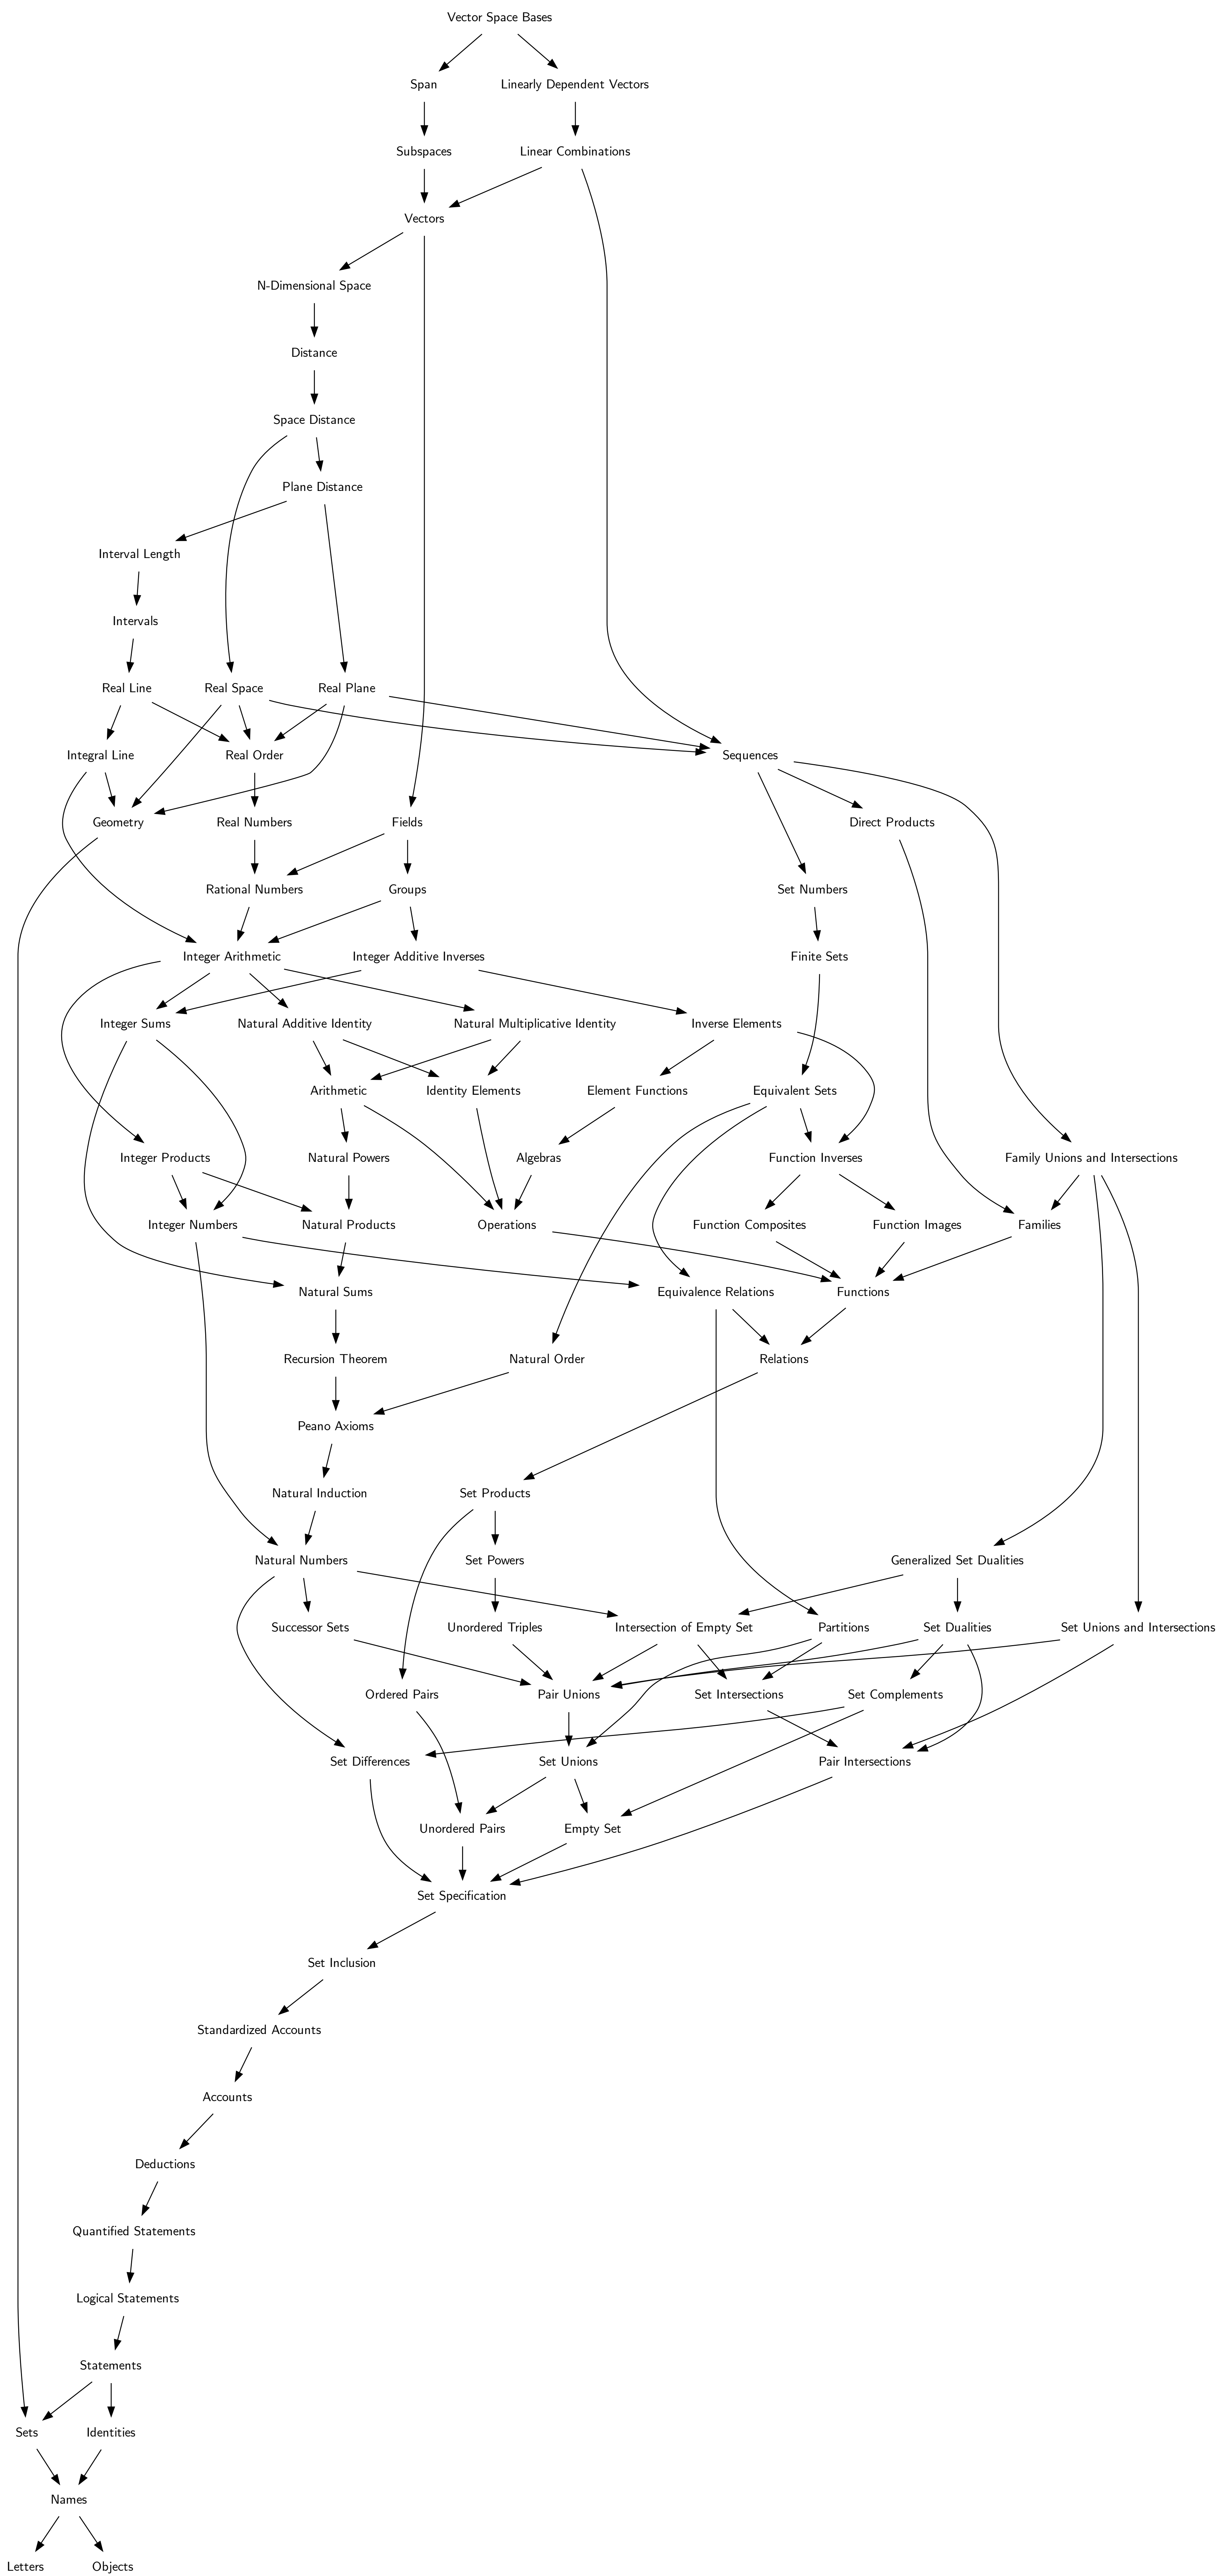 Vector Space Bases
Span
Linearly Dependent Vectors
Subspaces
Linear Combinations
Vectors
N-Dimensional Space
Distance
Space Distance
Plane Distance
Interval Length
Intervals
Real Line
Real Space
Real Plane
Integral Line
Real Order
Sequences
Geometry
Real Numbers
Fields
Direct Products
Rational Numbers
Groups
Set Numbers
Integer Arithmetic
Integer Additive Inverses
Finite Sets
Integer Sums
Natural Additive Identity
Natural Multiplicative Identity
Inverse Elements
Arithmetic
Identity Elements
Element Functions
Equivalent Sets
Integer Products
Natural Powers
Algebras
Function Inverses
Family Unions and Intersections
Integer Numbers
Natural Products
Operations
Function Composites
Function Images
Families
Natural Sums
Equivalence Relations
Functions
Recursion Theorem
Natural Order
Relations
Peano Axioms
Natural Induction
Set Products
Natural Numbers
Set Powers
Generalized Set Dualities
Successor Sets
Unordered Triples
Intersection of Empty Set
Partitions
Set Dualities
Set Unions and Intersections
Ordered Pairs
Pair Unions
Set Intersections
Set Complements
Set Differences
Set Unions
Pair Intersections
Unordered Pairs
Empty Set
Set Specification
Set Inclusion
Standardized Accounts
Accounts
Deductions
Quantified Statements
Logical Statements
Statements
Sets
Identities
Names
Letters
Objects